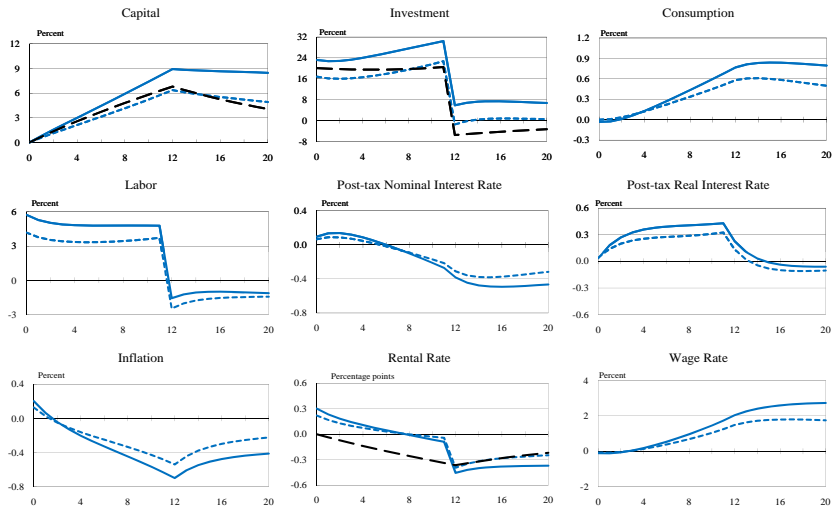 Capital
Investment
Consumption
Percent
12
9
6
3
0
0 4 8 12 16 20
Percent
32
24
16
8
0
-8
0 4 8 12 16 20
Percent
1.2
0.9
0.6
0.3
0.0
-0.3
0 4 8 12 16 20
Labor
Post-tax Nominal Interest Rate
Post-tax Real Interest Rate
Percent
6
3
0
-3
0 4 8 12 16 20
Percent
0.4
0.0
-0.4
-0.8
0 4 8 12 16 20
Percent
0.6
0.3
0.0
-0.3
-0.6
0 4 8 12 16 20
Inflation
Rental Rate
Wage Rate
Percent
0.4
0.0
-0.4
-0.8
0 4 8 12 16 20
Percentage points
0.6
0.3
0.0
-0.3
-0.6
0 4 8 12 16 20
Percent
4
2
0
-2
0 4 8 12 16 20